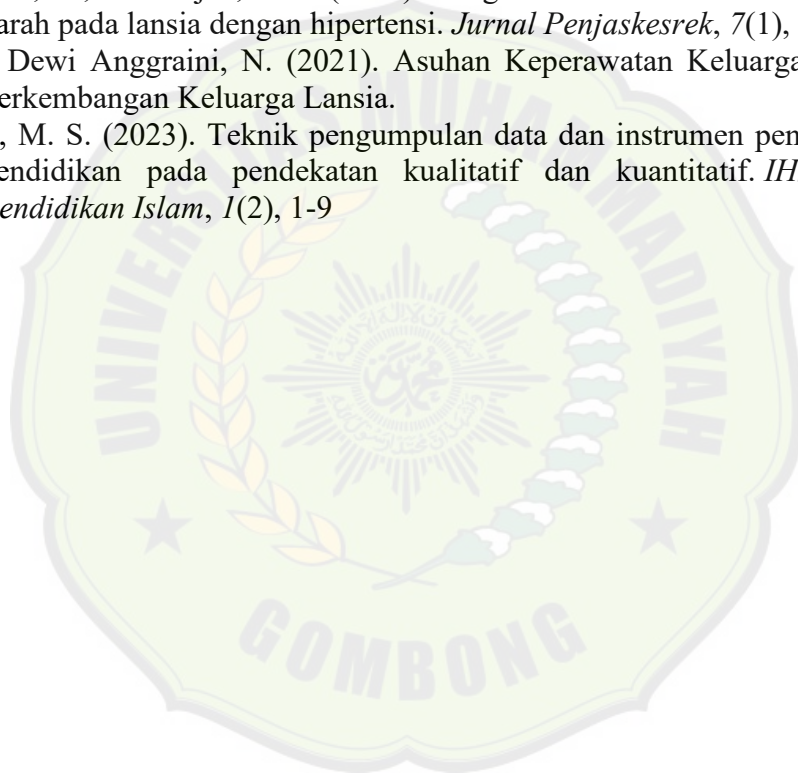 arah pada lansia dengan hipertensi. Jurnal Penjaskesrek, 7(1),
Dewi Anggraini, N. (2021). Asuhan Keperawatan Keluarga
erkembangan Keluarga Lansia.
, M. S. (2023). Teknik pengumpulan data dan instrumen pen
endidikan pada pendekatan kualitatif dan kuantitatif. IH
endidikan Islam, 1(2), 1-9
UNIVERSITAS MUHAMMADIYAH
GOMBONG